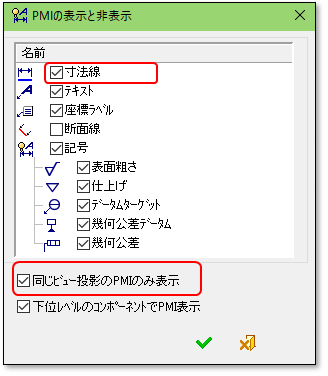 PMIの表示と非表示
名前
寸法線
テキスト
座標ラベル
断面線
記号
表面粗さ
仕上げ
データムターゲット
幾何公差データム
幾何公差
同じビュー投影のPMIのみ表示
下位レベルのコンポーネントでPMI表示